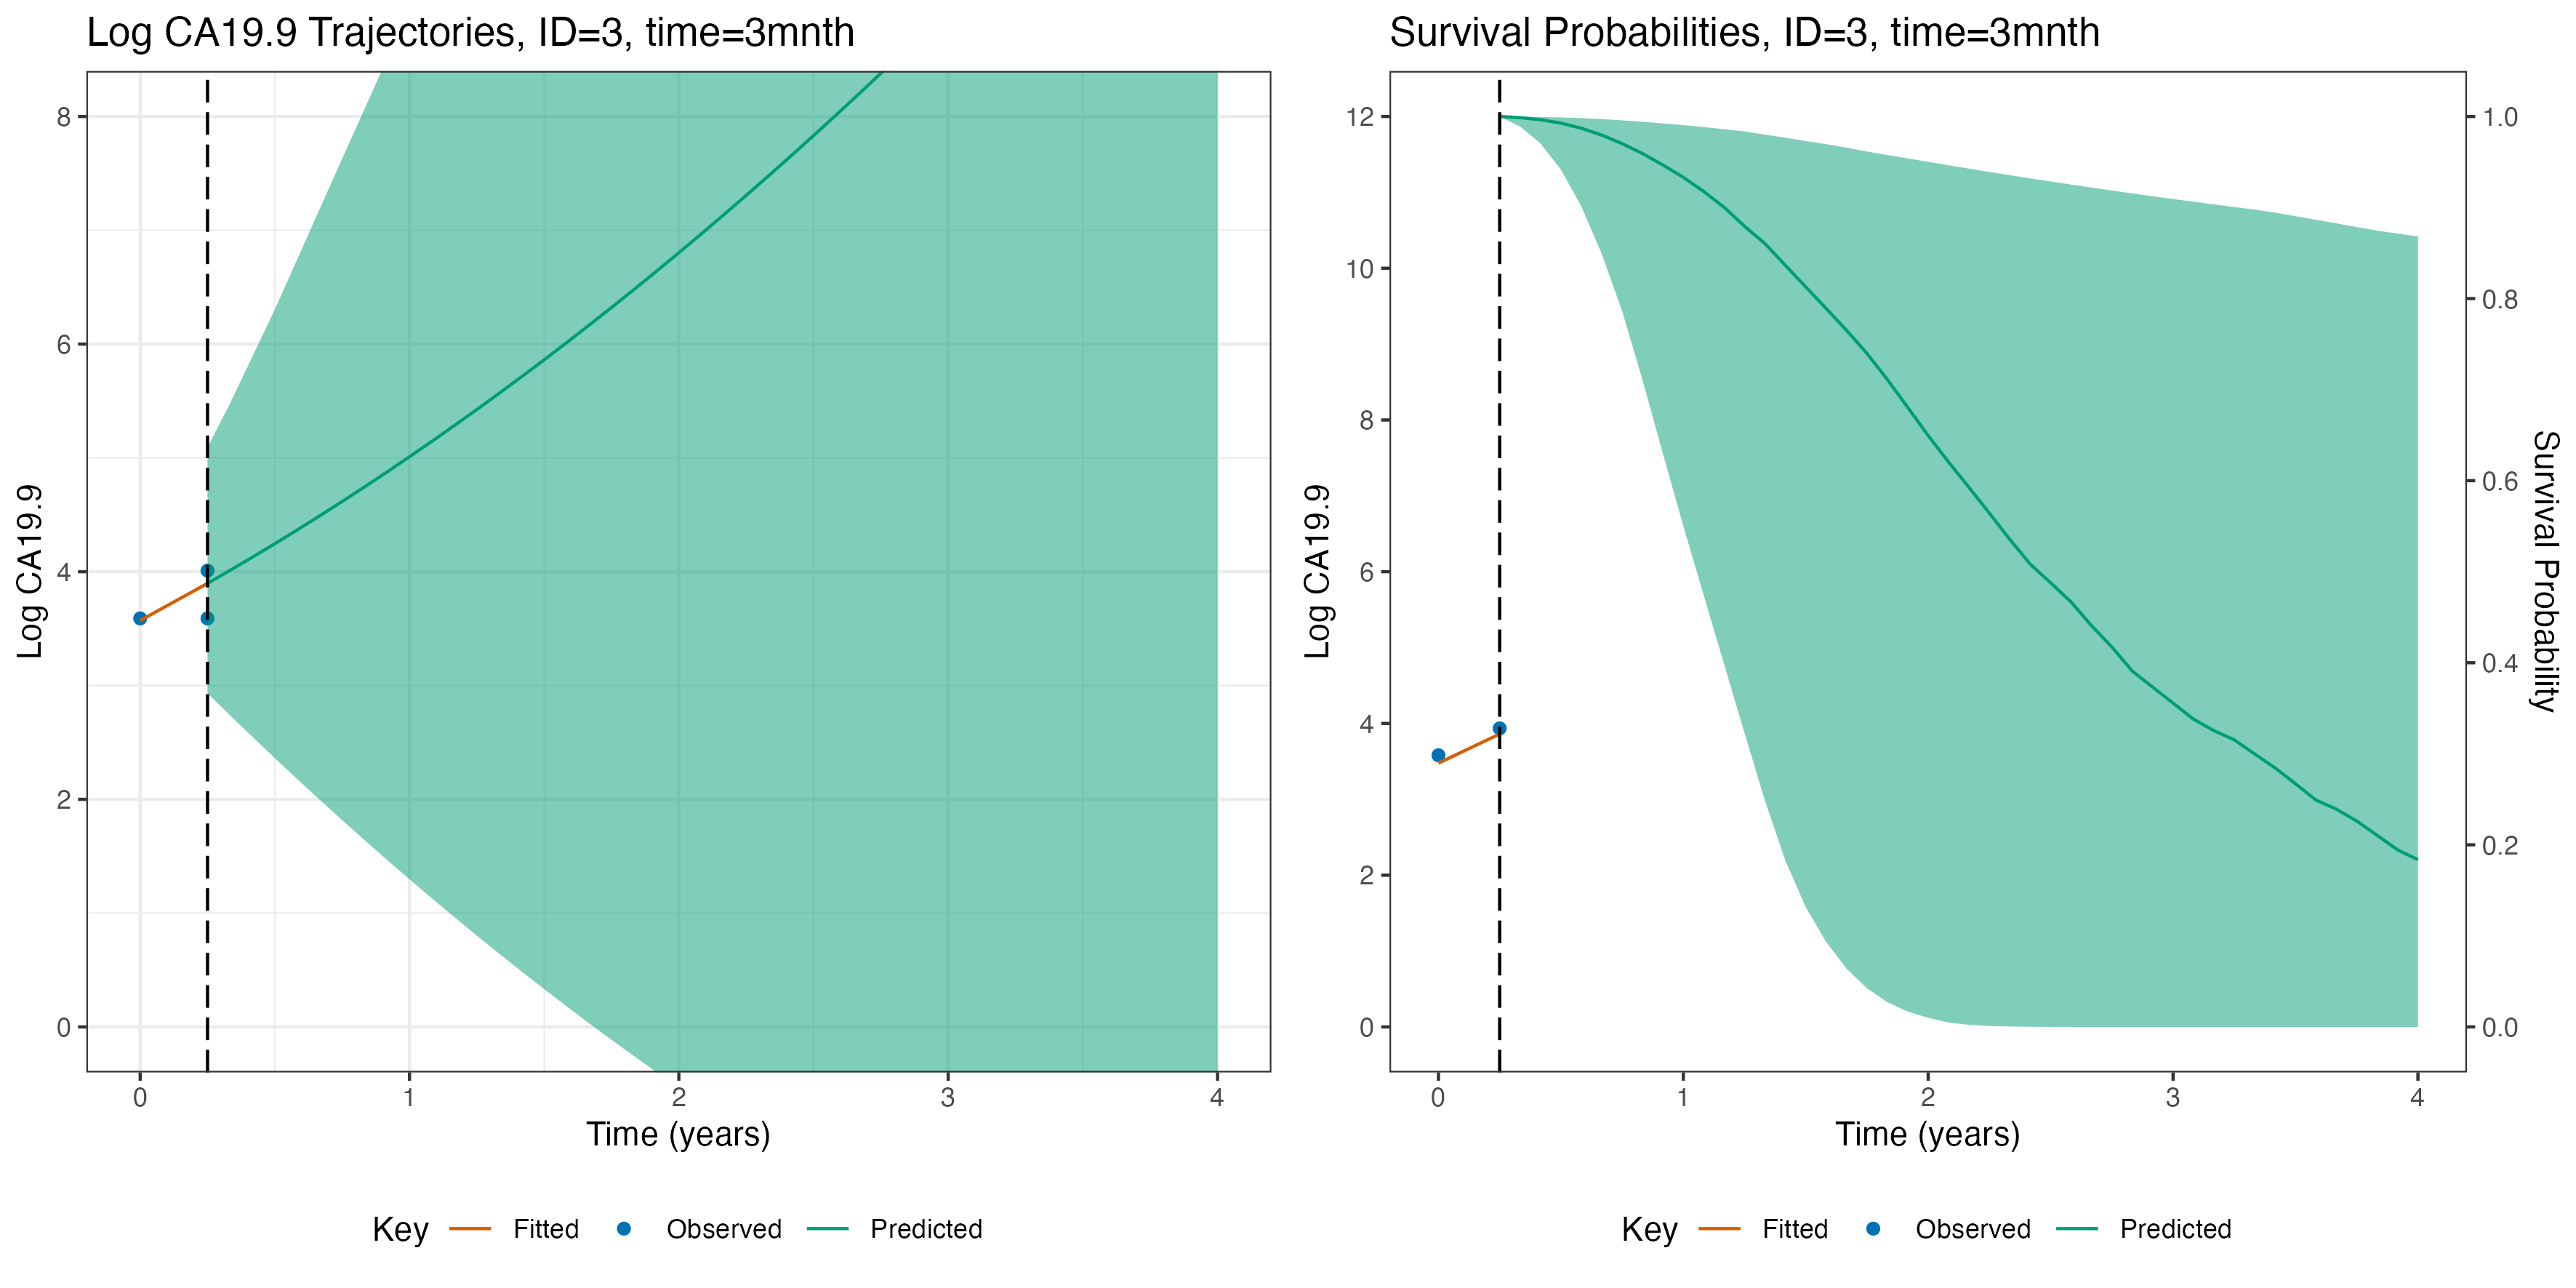 Log CA19.9 Trajectories, ID=3, time=3mnth
8
6
4
2
0
Log CA19.9
0 1 2 3 4
Time (years)
Key Fitted Observed Predicted
Survival Probabilities, ID=3, time=3mnth
12
10
8
6
4
2
0
Log CA19.9
1.0
0.8
0.6
0.4
0.2
0.0
Survival Probability
0 1 2 3 4
Time (years)
Key Fitted Observed Predicted